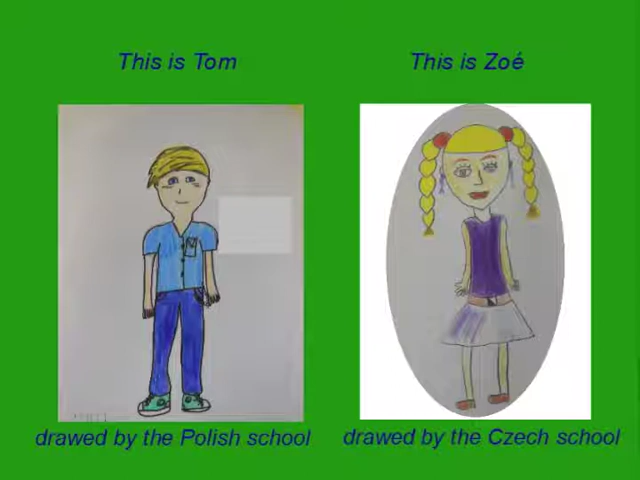 This is Tom
This is Zoé
drawed by the Polish school
drawed by the Czech school